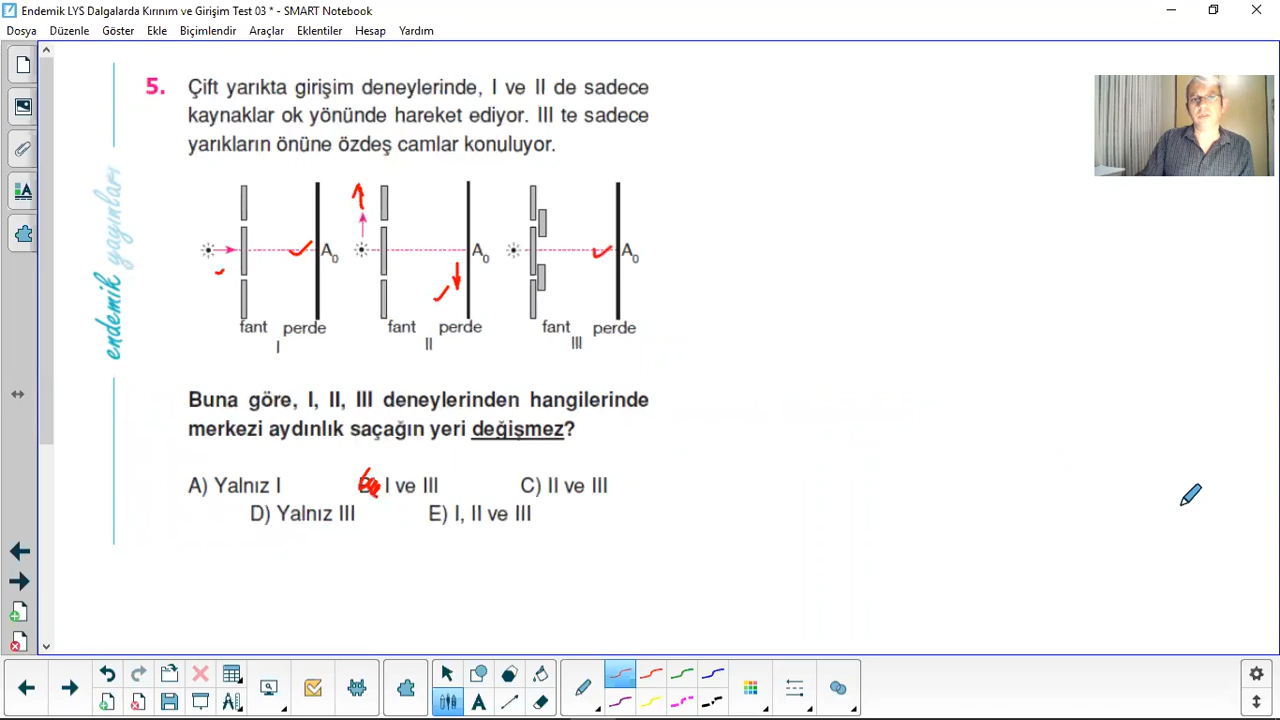 Endemik LYS Dalgalarda Kırınım ve Girişim Test 03 * - SMART Notebook
Dosya Düzenle Göster Ekle Biçimlendiri Araçlar Eklentiler Hesap Yardım
endemik yayınları
5. Çift yarıkta girişim deneylerinde, I ve II de sadece
kaynaklar ok yönünde hareket ediyor. III te sadece
yarıkların önüne özdeş camlar konuluyor.
A0 A0 A0
fant perde fant perde fant perde
I II III
Buna göre, I, II, III deneylerinden hangilerinde
merkezi aydınlık saçağın yeri değişmez?
A) Yalnız I I ve III C) II ve III
D) Yalnız III E) I, II ve III